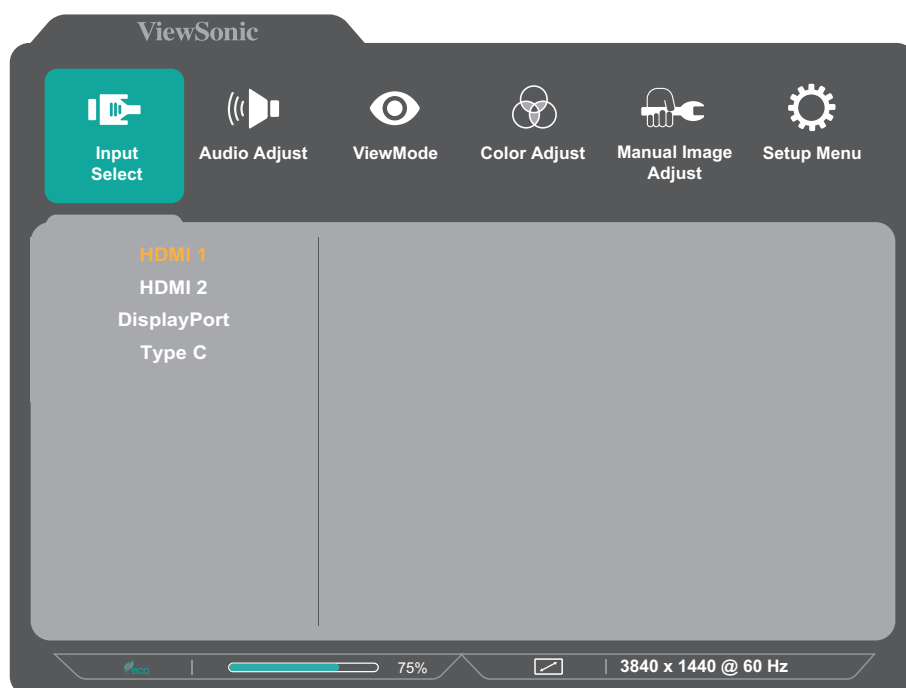 ViewSonic
Input
Select
Audio Adjust
ViewMode
Color Adjust
Manual Image
Adjust
Setup Menu
HDMI 1
HDMI 2
DisplayPort
Type C
eco
75%
3840 x 1440 @ 60 Hz